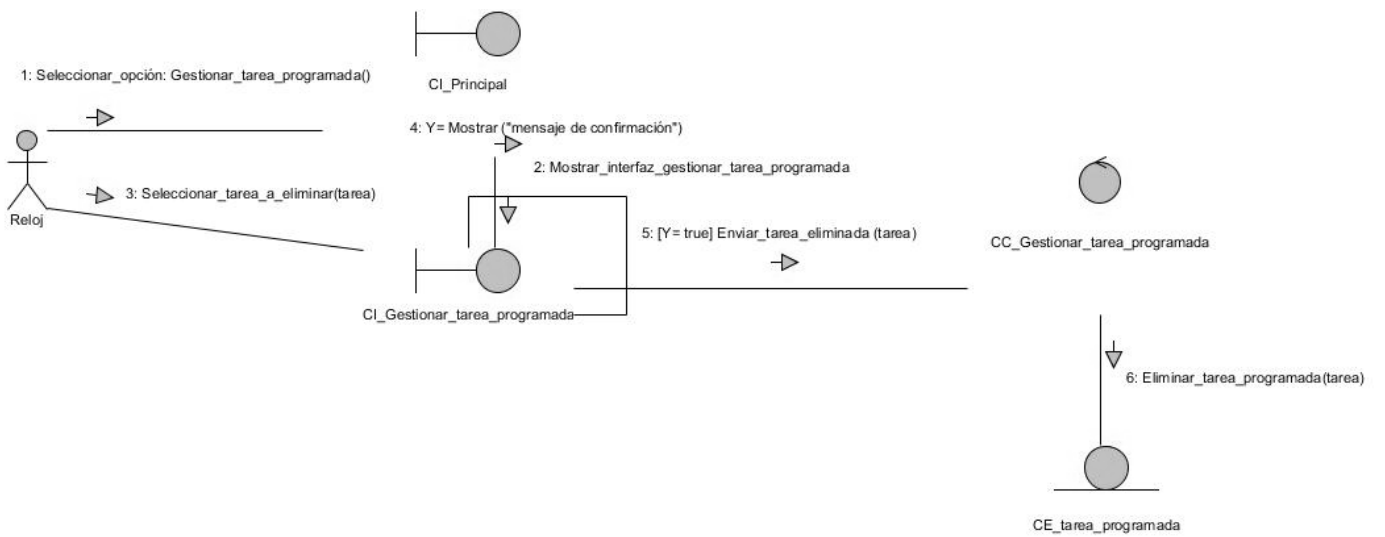 1: Seleccionar_opción: Gestionar_tarea_programada()
CI_Principal
4: Y= Mostrar ("mensaje de confirmación")
2: Mostrar_interfaz_gestionar_tarea_programada
3: Seleccionar_tarea_a_eliminar(tarea)
Reloj
5: [Y= true] Enviar_tarea_eliminada (tarea)
CC_Gestionar_tarea_programada
CI_Gestionar_tarea_programada
6: Eliminar_tarea_programada(tarea)
CE_tarea_programada